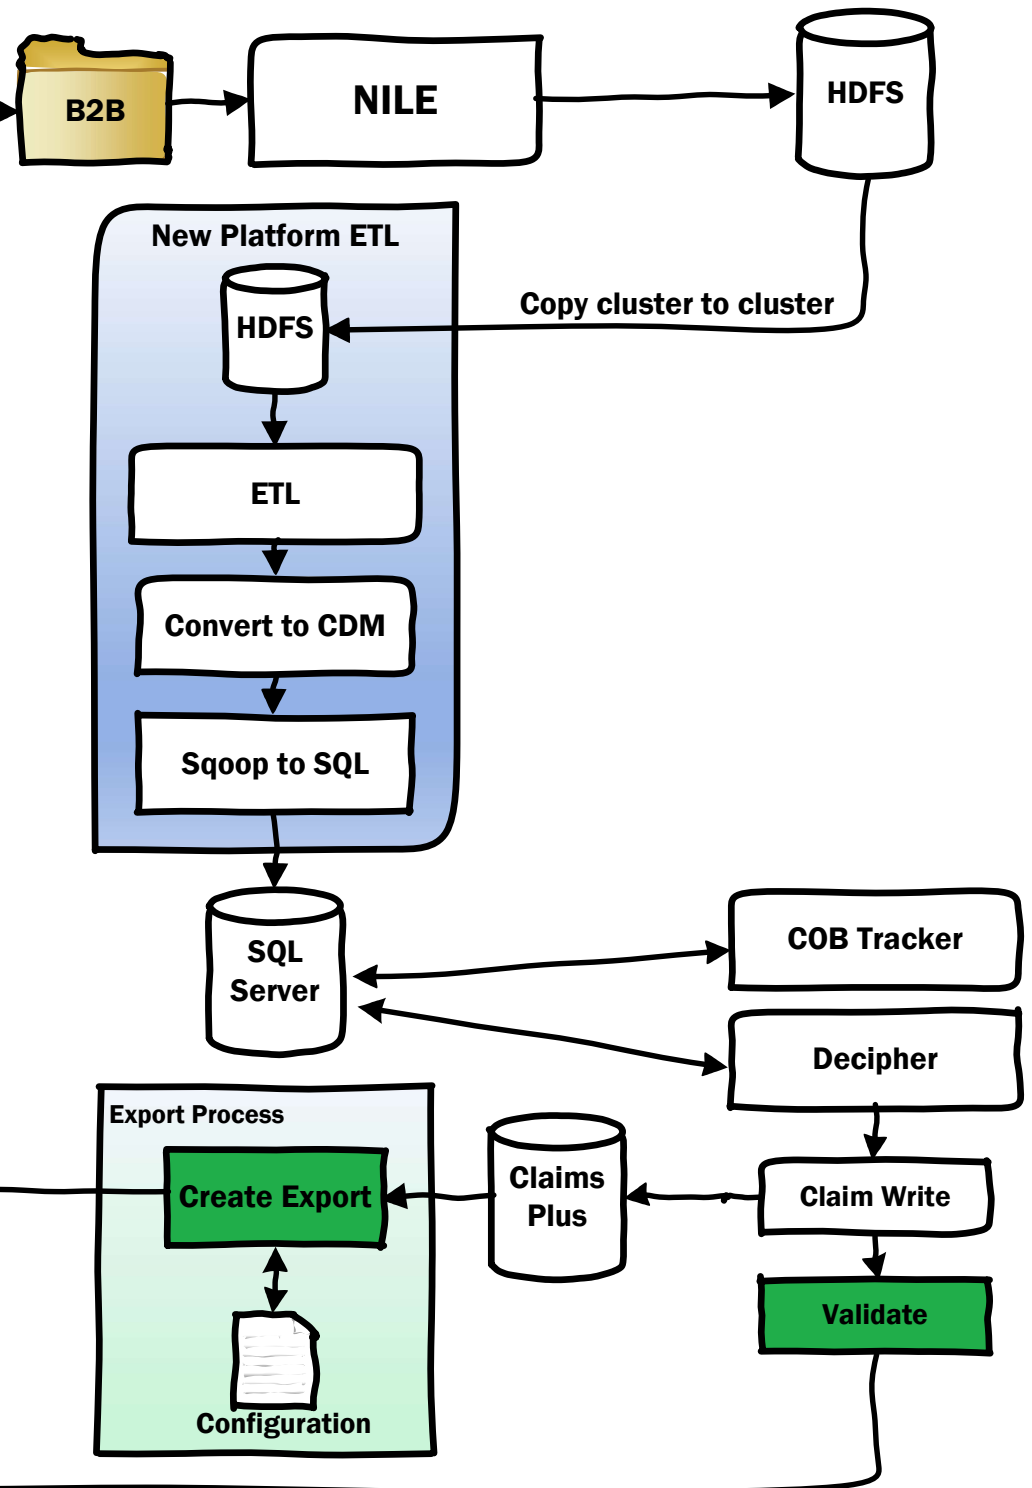 B2B
NILE
HDFS
New Platform ETL
HDFS
Copy cluster to cluster
ETL
Convert to CDM
Sqoop to SQL
SQL
Server
COB Tracker
Decipher
Export Process
Create Export
Claims
Plus
Claim Write
Validate
Configuration